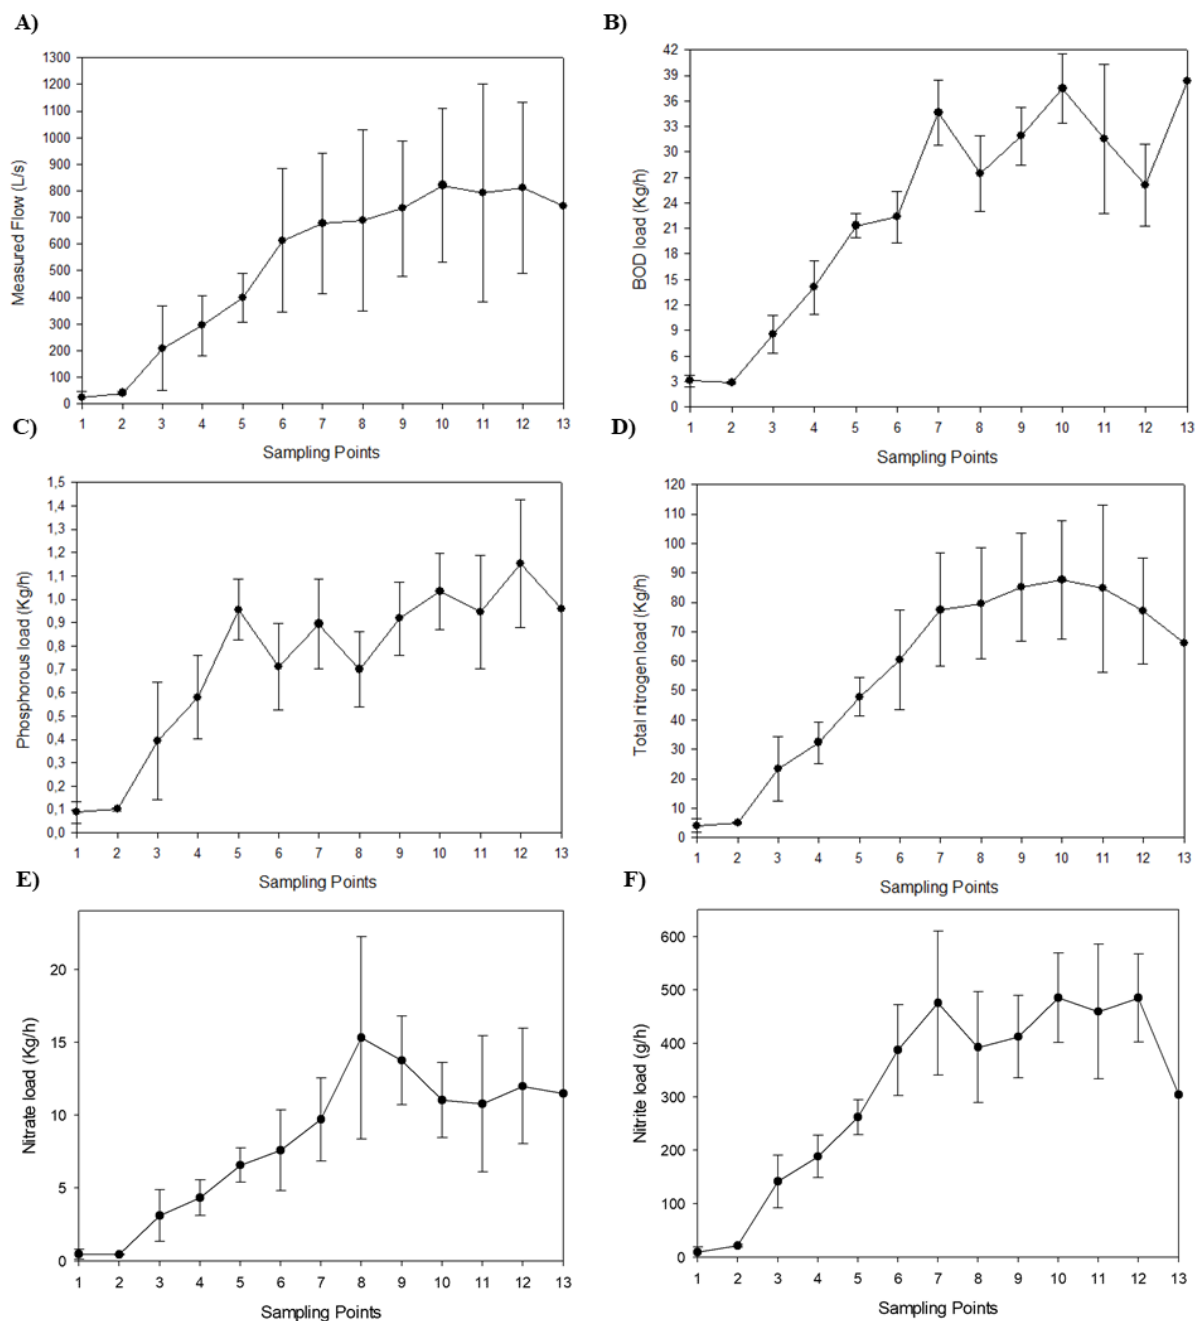 A)
Measured Flow (L/s)
1300
1200
1100
1000
900
800
700
600
500
400
300
200
100
0
1 2 3 4 5 6 7 8 9 10 11 12 13
Sampling Points
B)
BOD load (Kg/h)
42
39
36
33
30
27
24
21
18
15
12
9
6
3
0
1 2 3 4 5 6 7 8 9 10 11 12 13
Sampling Points
C)
Phosphorous load (Kg/h)
1,5
1,4
1,3
1,2
1,1
1,0
0,9
0,8
0,7
0,6
0,5
0,4
0,3
0,2
0,1
0,0
1 2 3 4 5 6 7 8 9 10 11 12 13
Sampling Points
D)
Total nitrogen load (Kg/h)
120
110
100
90
80
70
60
50
40
30
20
10
0
1 2 3 4 5 6 7 8 9 10 11 12 13
Sampling Points
E)
Nitrate load (Kg/h)
20
15
10
5
0
1 2 3 4 5 6 7 8 9 10 11 12 13
Sampling Points
F)
Nitrite load (g/h)
600
500
400
300
200
100
0
1 2 3 4 5 6 7 8 9 10 11 12 13
Sampling Points